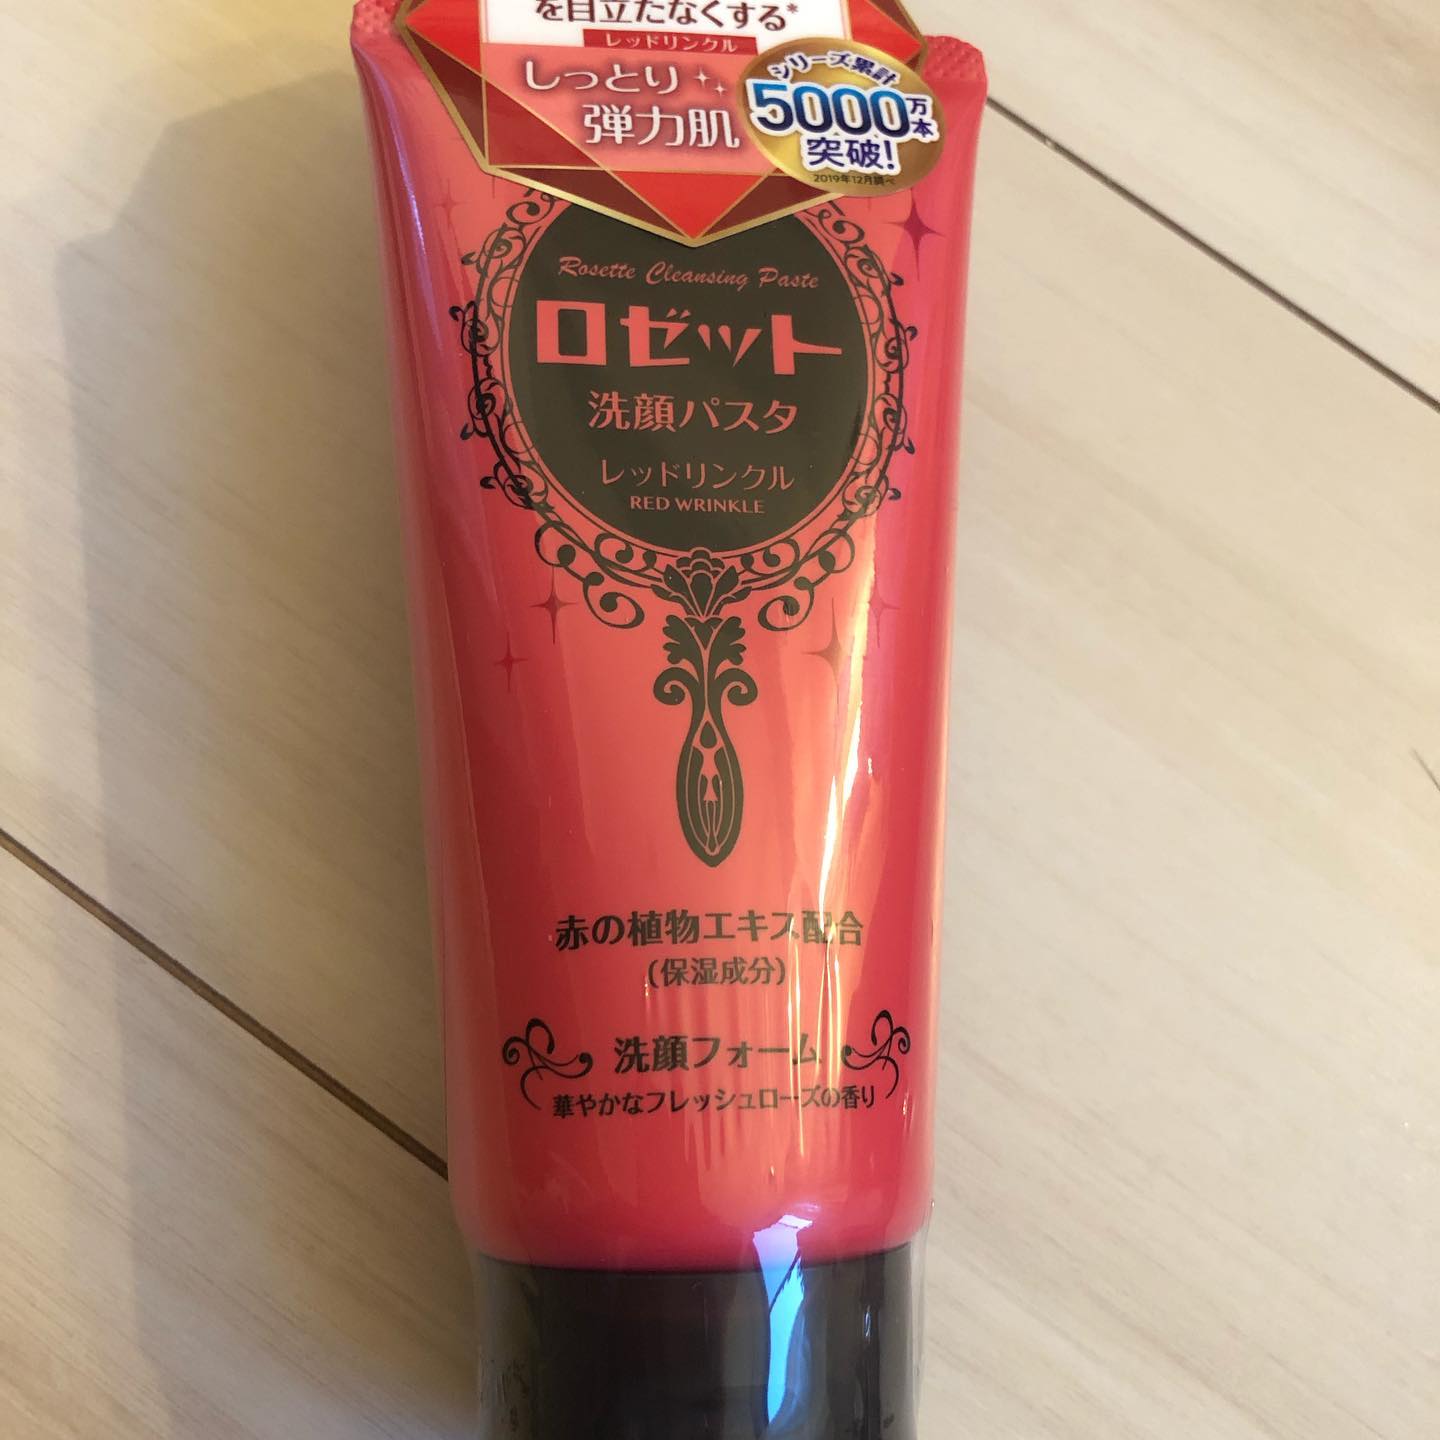 を目立たなくする*
レッドリンクル
しっとり
弾力肌
シリーズ累計
5000万本
突破!
2019年12月調べ
Rosette Cleansing Paste
ロゼット
洗顔パスタ
レッドリンクル
RED WRINKLE
赤の植物エキス配合
(保湿成分)
洗顔フォーム
華やかなフレッシュローズの香り